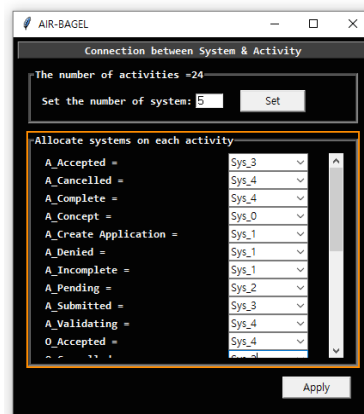 AIR-BAGEL
Connection between System & Activity
The number of activities =24
Set the number of system: 5 Set
Allocate systems on each activity
A_Accepted = Sys_3
A_Cancelled = Sys_4
A_Complete = Sys_4
A_Concept = Sys_0
A_Create Application = Sys_1
A_Denied = Sys_1
A_Incomplete = Sys_1
A_Pending = Sys_2
A_Submitted = Sys_3
A_Validating = Sys_4
O_Accepted = Sys_4
Apply